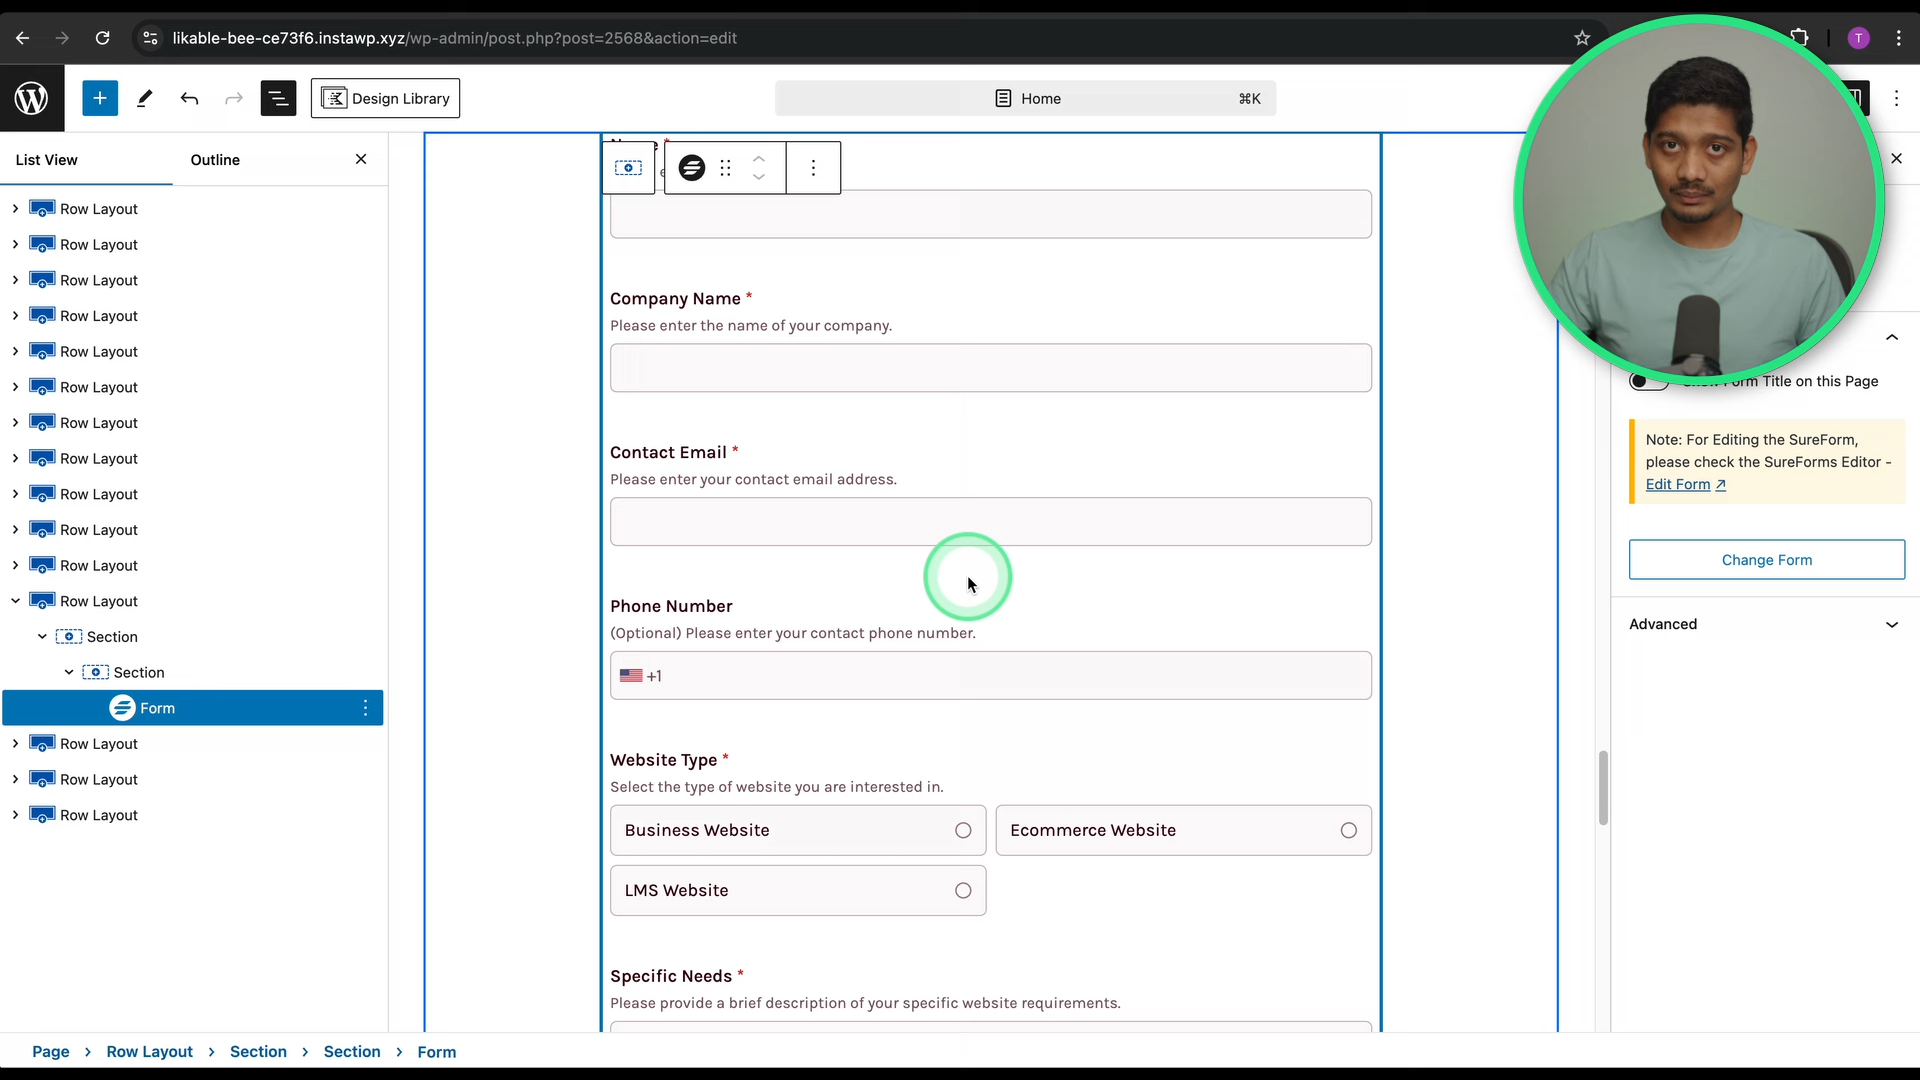 likable-bee-ce73f6.instawp.xyz/wp-admin/post.php?post=2568&action=edit
T
Design Library
Home
⌘K
List View
Outline
Row Layout
Row Layout
Row Layout
Row Layout
Row Layout
Row Layout
Row Layout
Row Layout
Row Layout
Row Layout
Row Layout
Row Layout
Section
Section
Form
Row Layout
Row Layout
Row Layout
Company Name *
Please enter the name of your company.
Contact Email *
Please enter your contact email address.
Phone Number
(Optional) Please enter your contact phone number.
+1
Website Type *
Select the type of website you are interested in.
Business Website
Ecommerce Website
LMS Website
Specific Needs *
Please provide a brief description of your specific website requirements.
Form Title on this Page
Note: For Editing the SureForm,
please check the SureForms Editor -
Edit Form
Change Form
Advanced
Page > Row Layout > Section > Section > Form